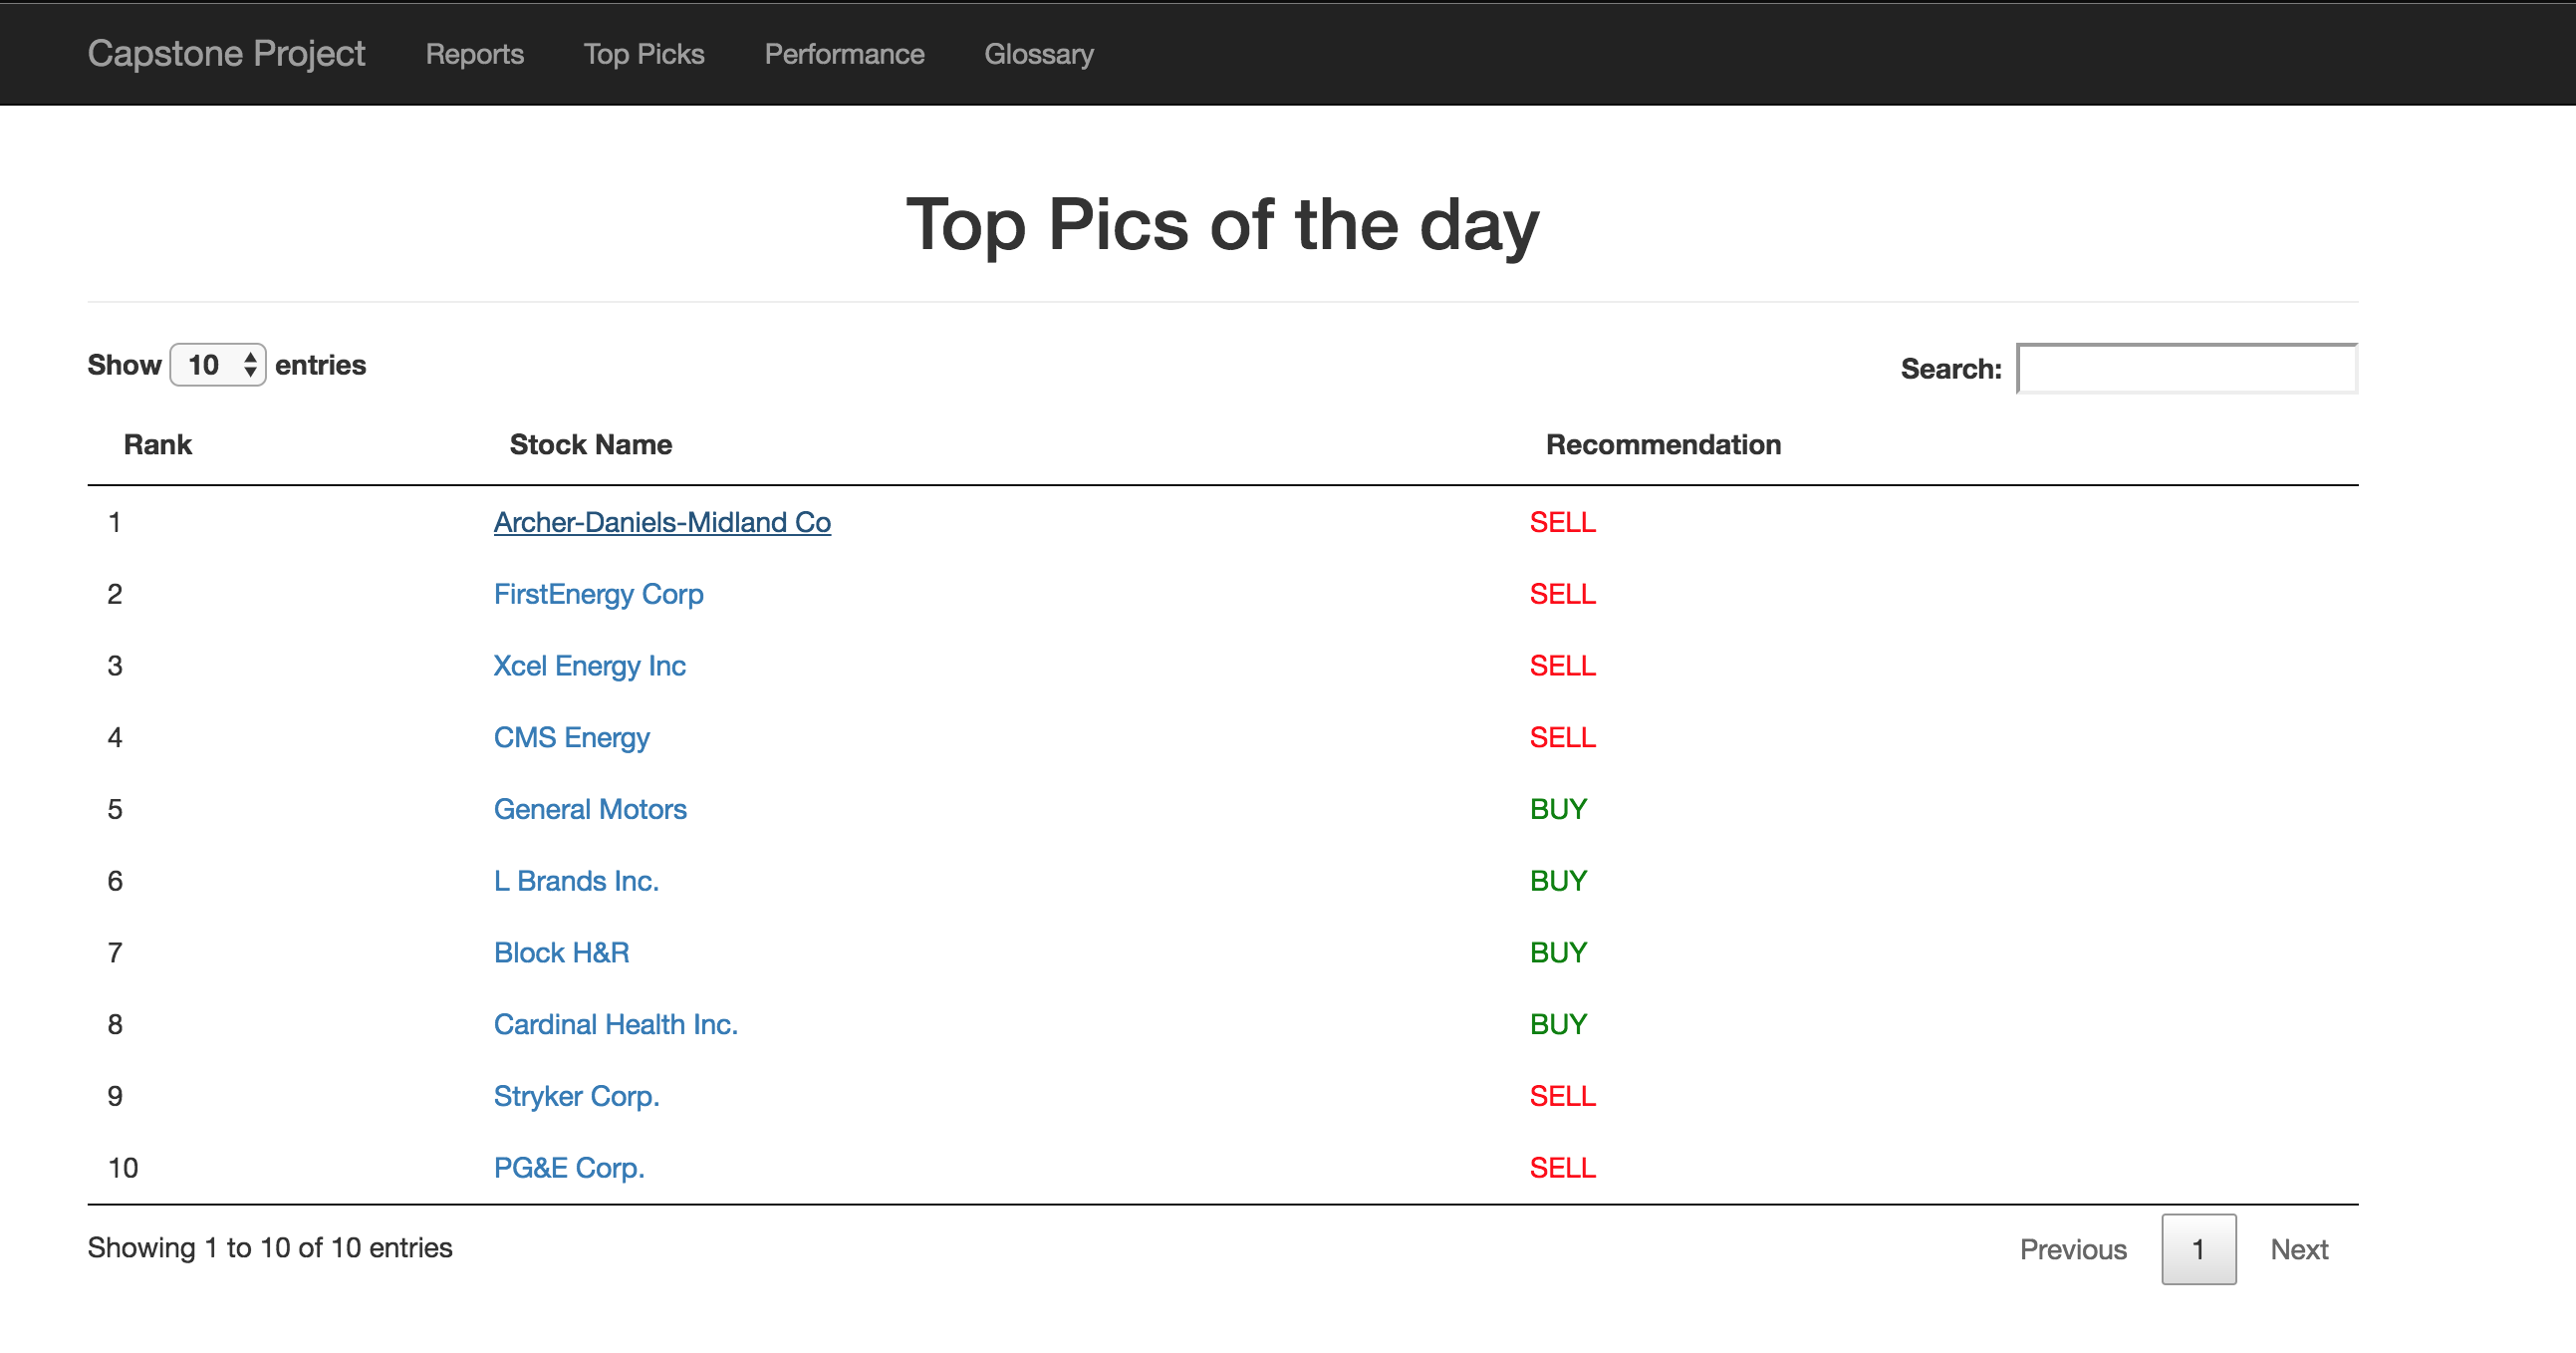 Capstone Project Reports Top Picks Performance Glossary
Top Pics of the day
Show 10 entries Search:
Rank Stock Name Recommendation
1 Archer-Daniels-Midland Co SELL
2 FirstEnergy Corp SELL
3 Xcel Energy Inc SELL
4 CMS Energy SELL
5 General Motors BUY
6 L Brands Inc. BUY
7 Block H&R BUY
8 Cardinal Health Inc. BUY
9 Stryker Corp. SELL
10 PG&E Corp. SELL
Showing 1 to 10 of 10 entries Previous 1 Next